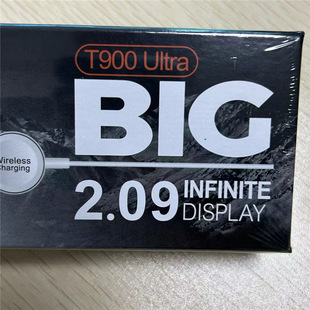 T900 Ultra
BIG
Wireless
Charging
2.09 INFINITE
DISPLAY